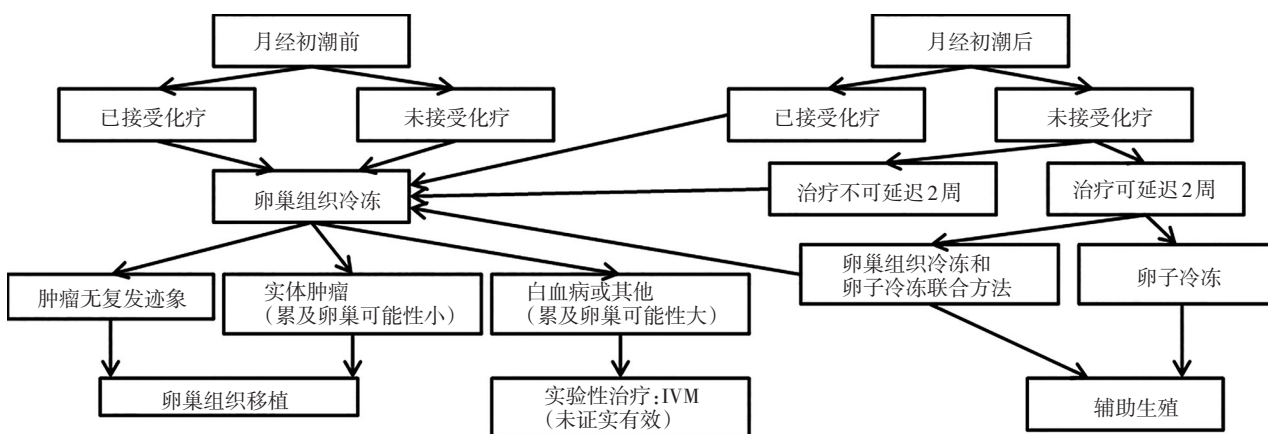 月经初潮前
月经初潮后
已接受化疗
未接受化疗
已接受化疗
未接受化疗
卵巢组织冷冻
治疗不可延迟2周
治疗可延迟2周
肿瘤无复发迹象
实体肿瘤
（累及卵巢可能性小）
白血病或其他
（累及卵巢可能性大）
卵巢组织冷冻和
卵子冷冻联合方法
卵子冷冻
卵巢组织移植
实验性治疗:IVM
（未证实有效）
辅助生殖